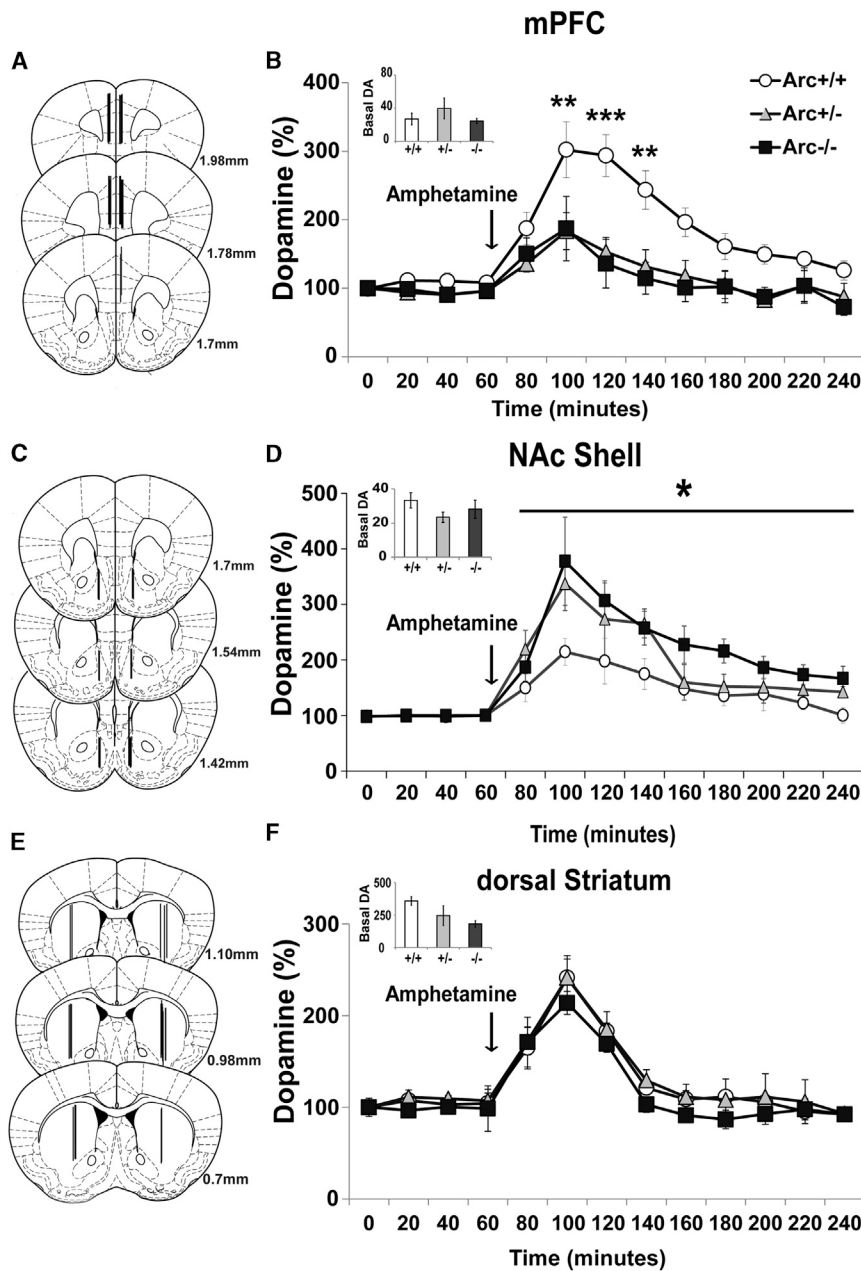 mPFC
A
1.98mm
1.78mm
1.7mm
B
Dopamine (%)
400
300
200
100
0
Basal DA
80
40
0
+/+ +/- -/-
Amphetamine
** *** **
Arc+/+
Arc+/-
Arc-/-
0 20 40 60 80 100 120 140 160 180 200 220 240
Time (minutes)
C
1.7mm
1.54mm
1.42mm
D
NAc Shell
Dopamine (%)
500
400
300
200
100
0
Basal DA
40
20
0
+/+ +/- -/-
Amphetamine
*
0 20 40 60 80 100 120 140 160 180 200 220 240
Time (minutes)
E
1.10mm
0.98mm
0.7mm
F
dorsal Striatum
Dopamine (%)
300
200
100
0
Basal DA
500
250
0
+/+ +/- -/-
Amphetamine
0 20 40 60 80 100 120 140 160 180 200 220 240
Time (minutes)